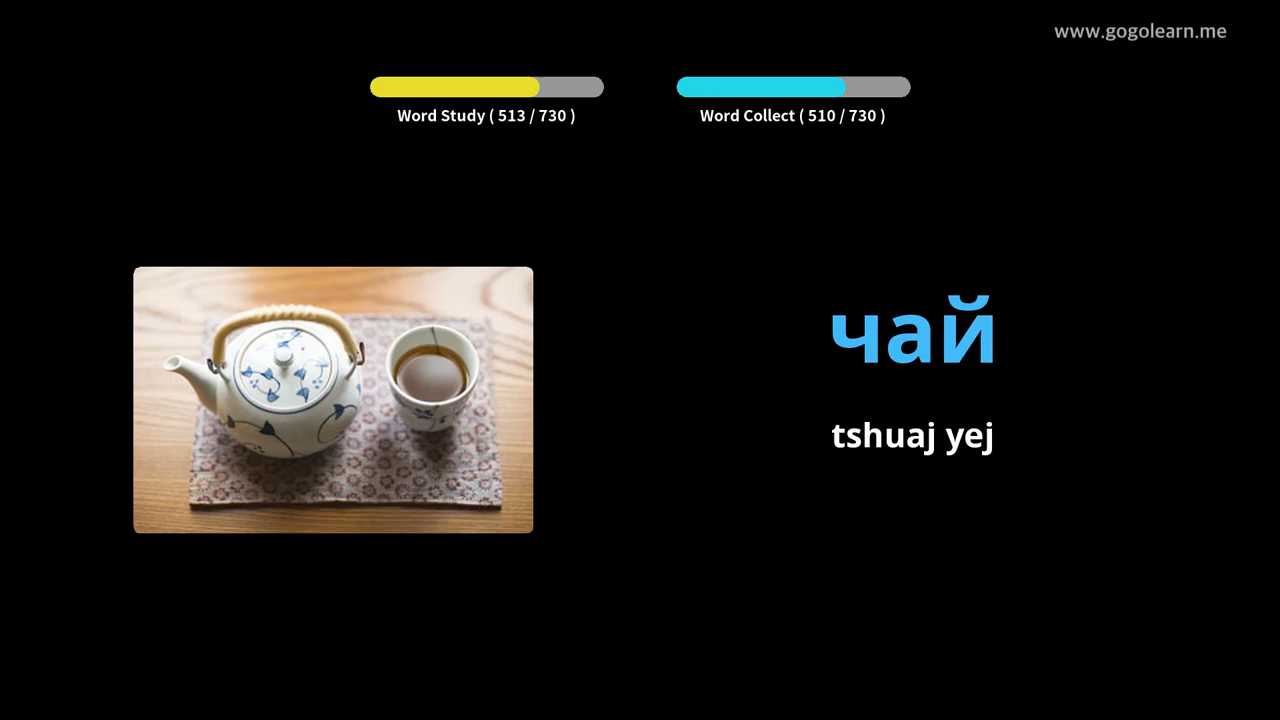 www.gogolearn.me
Word Study ( 513 / 730 )
Word Collect ( 510 / 730 )
чай
tshuaj yej